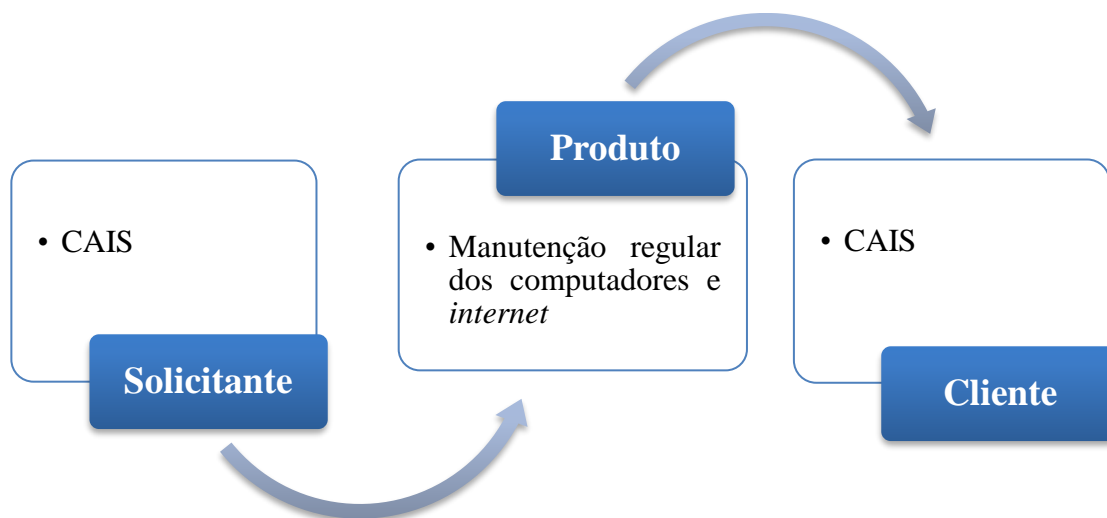 • CAIS
Solicitante
Produto
• Manutenção regular
dos computadores e
internet
• CAIS
Cliente